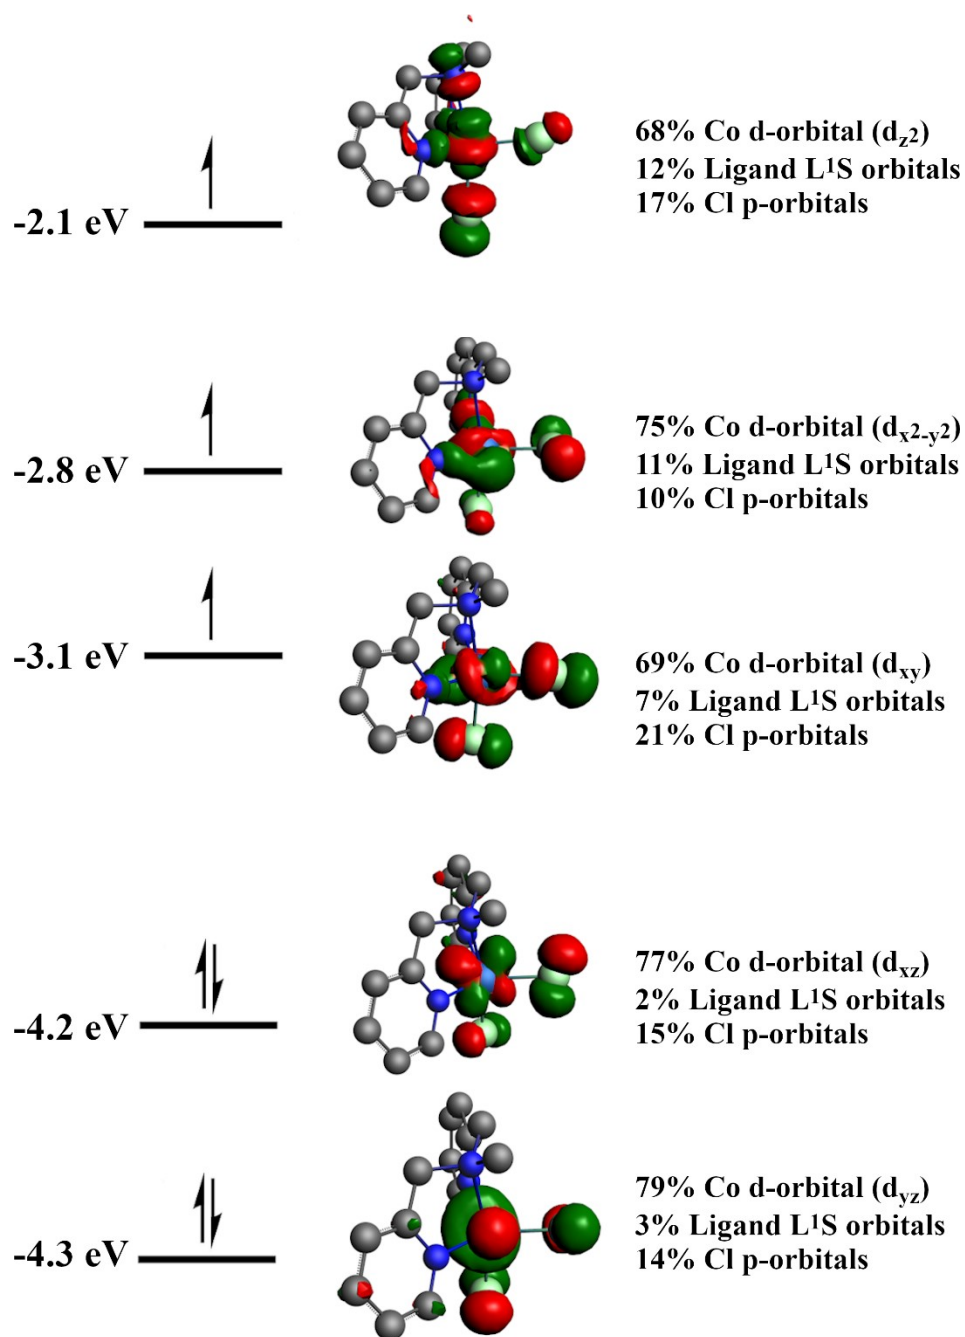 68% Co d-orbital (dz2)
12% Ligand L1S orbitals
17% Cl p-orbitals
-2.1 eV
75% Co d-orbital (dx2-y2)
11% Ligand L1S orbitals
10% Cl p-orbitals
-2.8 eV
-3.1 eV
69% Co d-orbital (dxy)
7% Ligand L1S orbitals
21% Cl p-orbitals
77% Co d-orbital (dxz)
2% Ligand L1S orbitals
15% Cl p-orbitals
-4.2 eV
79% Co d-orbital (dyz)
3% Ligand L1S orbitals
14% Cl p-orbitals
-4.3 eV